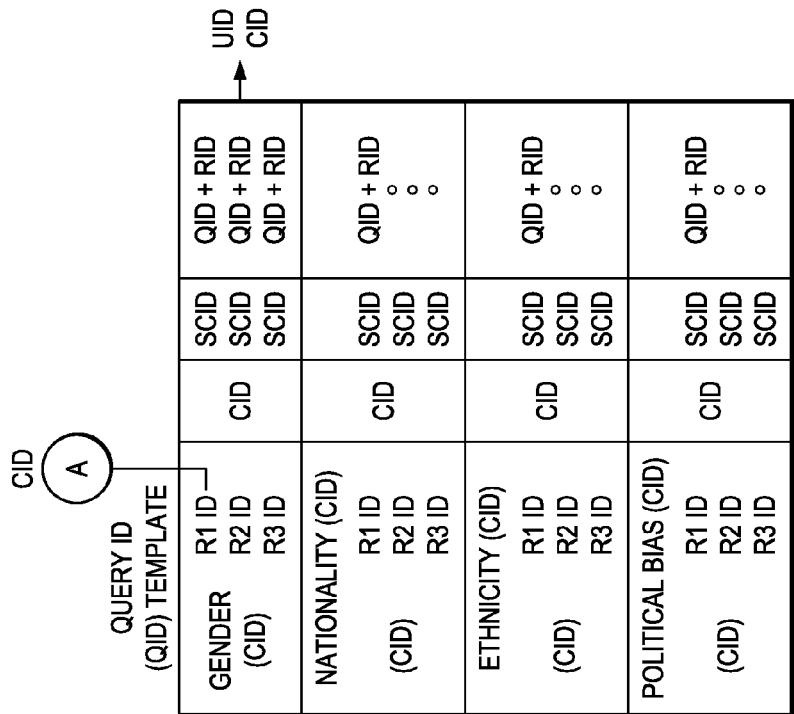 CID
A
QUERY ID
(QID) TEMPLATE
GENDER
(CID)
R1 ID
R2 ID
R3 ID
CID
SCID
SCID
SCID
QID + RID
QID + RID
QID + RID
UID
CID
NATIONALITY (CID)
(CID)
R1 ID
R2 ID
R3 ID
CID
SCID
SCID
SCID
QID + RID
ETHNICITY (CID)
(CID)
R1 ID
R2 ID
R3 ID
CID
SCID
SCID
SCID
QID + RID
POLITICAL BIAS (CID)
(CID)
R1 ID
R2 ID
R3 ID
CID
SCID
SCID
SCID
QID + RID